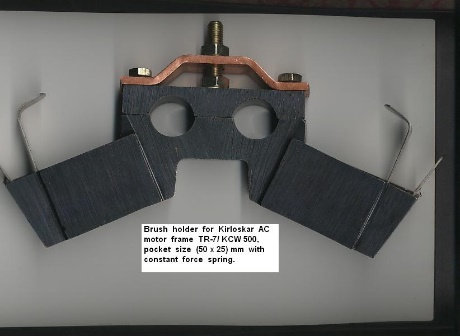 Brush holder for Kirloskar AC
motor frame TR-7/ KCW 500,
pocket size (50 x 25) mm with
constant force spring.